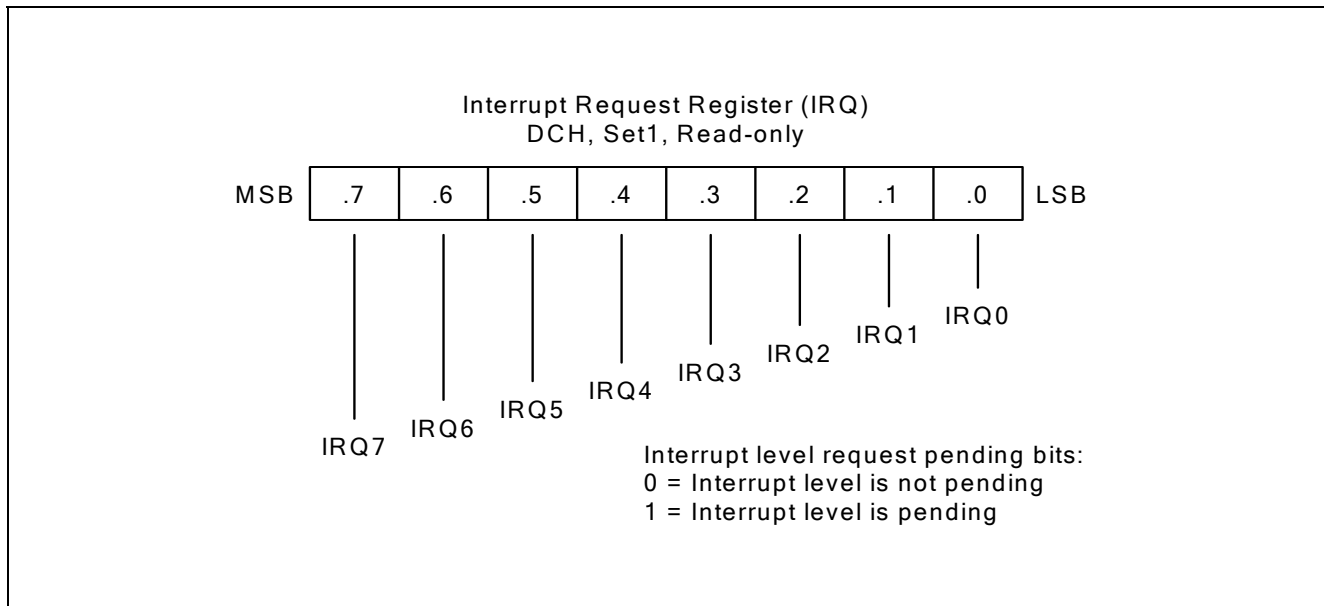 Interrupt Request Register (IRQ)
DCH, Set1, Read-only
MSB .7 .6 .5 .4 .3 .2 .1 .0 LSB
IRQ7 IRQ6 IRQ5 IRQ4 IRQ3 IRQ2 IRQ1 IRQ0
Interrupt level request pending bits:
0 = Interrupt level is not pending
1 = Interrupt level is pending